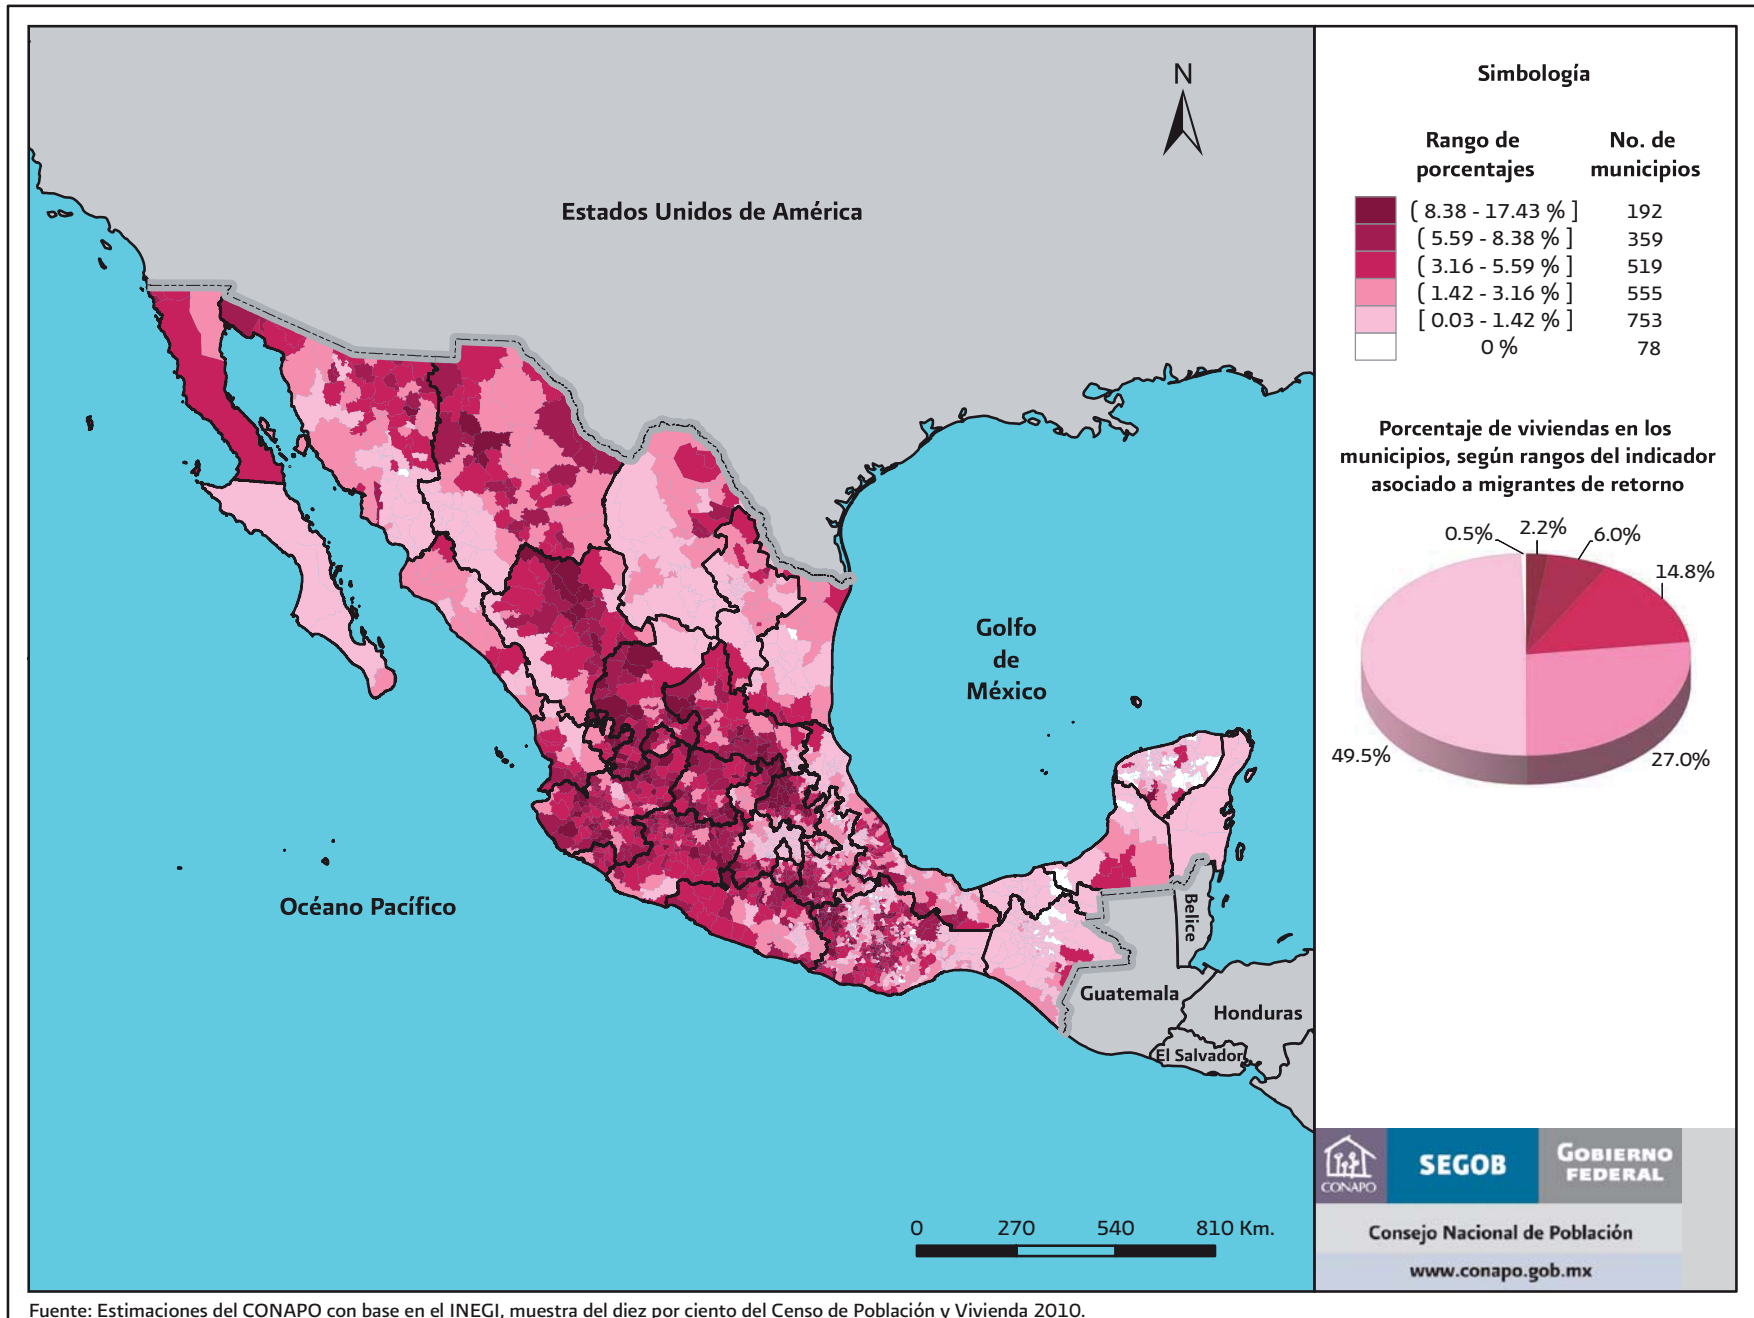 N
Estados Unidos de América
Golfo
de
México
Océano Pacífico
Belice
Guatemala
Honduras
El Salvador
0 270 540 810 Km.
Simbología
Rango de porcentajes No. de municipios
( 8.38 - 17.43 % ] 192
( 5.59 - 8.38 % ] 359
( 3.16 - 5.59 % ] 519
( 1.42 - 3.16 % ] 555
[ 0.03 - 1.42 % ] 753
0 % 78
Porcentaje de viviendas en los
municipios, según rangos del indicador
asociado a migrantes de retorno
0.5% 2.2% 6.0%
14.8%
49.5% 27.0%
CONAPO
SEGOB
GOBIERNO
FEDERAL
Consejo Nacional de Población
www.conapo.gob.mx
Fuente: Estimaciones del CONAPO con base en el INEGI, muestra del diez por ciento del Censo de Población y Vivienda 2010.